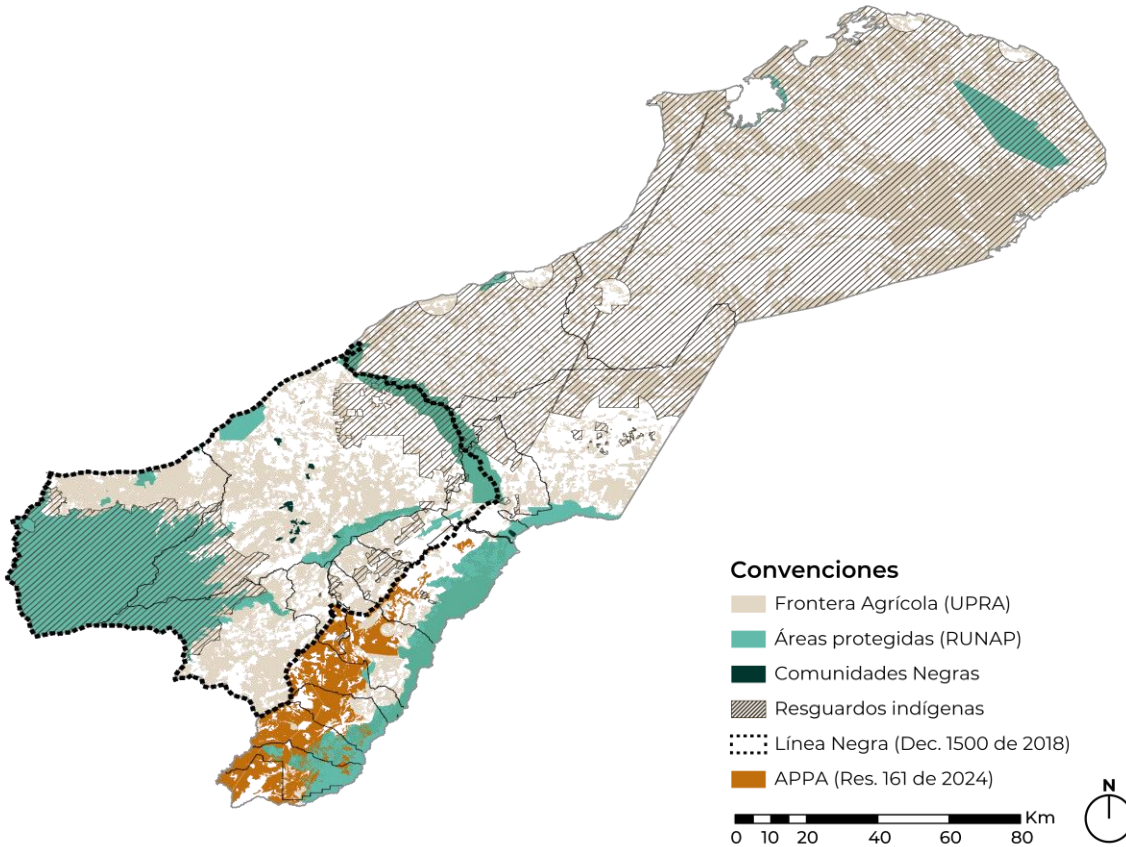 Convenciones
Frontera Agrícola (UPRA)
Áreas protegidas (RUNAP)
Comunidades Negras
Resguardos indígenas
Línea Negra (Dec. 1500 de 2018)
APPA (Res. 161 de 2024)
Km
0 10 20 40 60 80
N